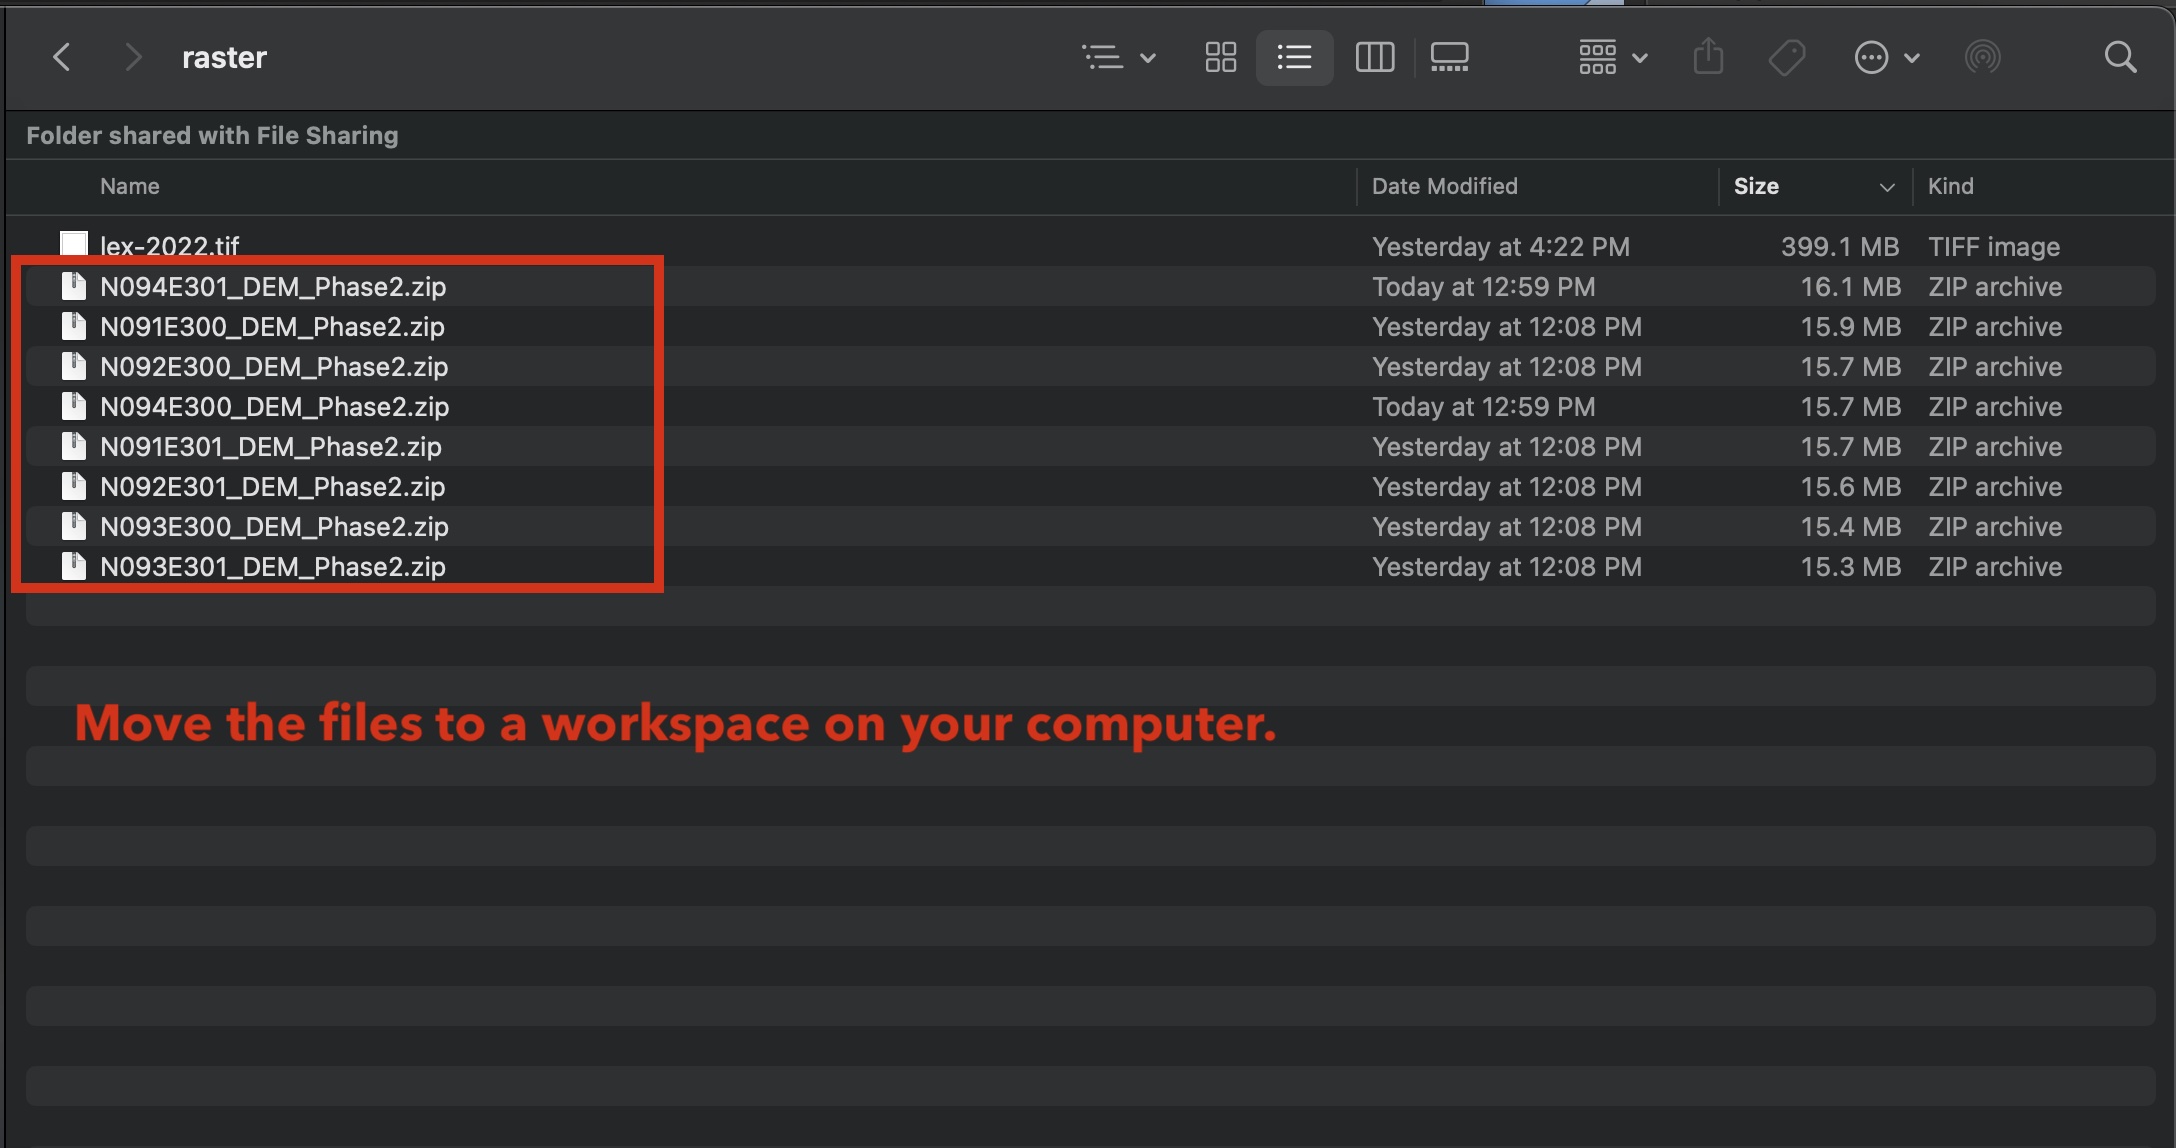 raster
Folder shared with File Sharing
Name Date Modified Size Kind
lex-2022.tif Yesterday at 4:22 PM 399.1 MB TIFF image
N094E301_DEM_Phase2.zip Today at 12:59 PM 16.1 MB ZIP archive
N091E300_DEM_Phase2.zip Yesterday at 12:08 PM 15.9 MB ZIP archive
N092E300_DEM_Phase2.zip Yesterday at 12:08 PM 15.7 MB ZIP archive
N094E300_DEM_Phase2.zip Today at 12:59 PM 15.7 MB ZIP archive
N091E301_DEM_Phase2.zip Yesterday at 12:08 PM 15.7 MB ZIP archive
N092E301_DEM_Phase2.zip Yesterday at 12:08 PM 15.6 MB ZIP archive
N093E300_DEM_Phase2.zip Yesterday at 12:08 PM 15.4 MB ZIP archive
N093E301_DEM_Phase2.zip Yesterday at 12:08 PM 15.3 MB ZIP archive
Move the files to a workspace on your computer.